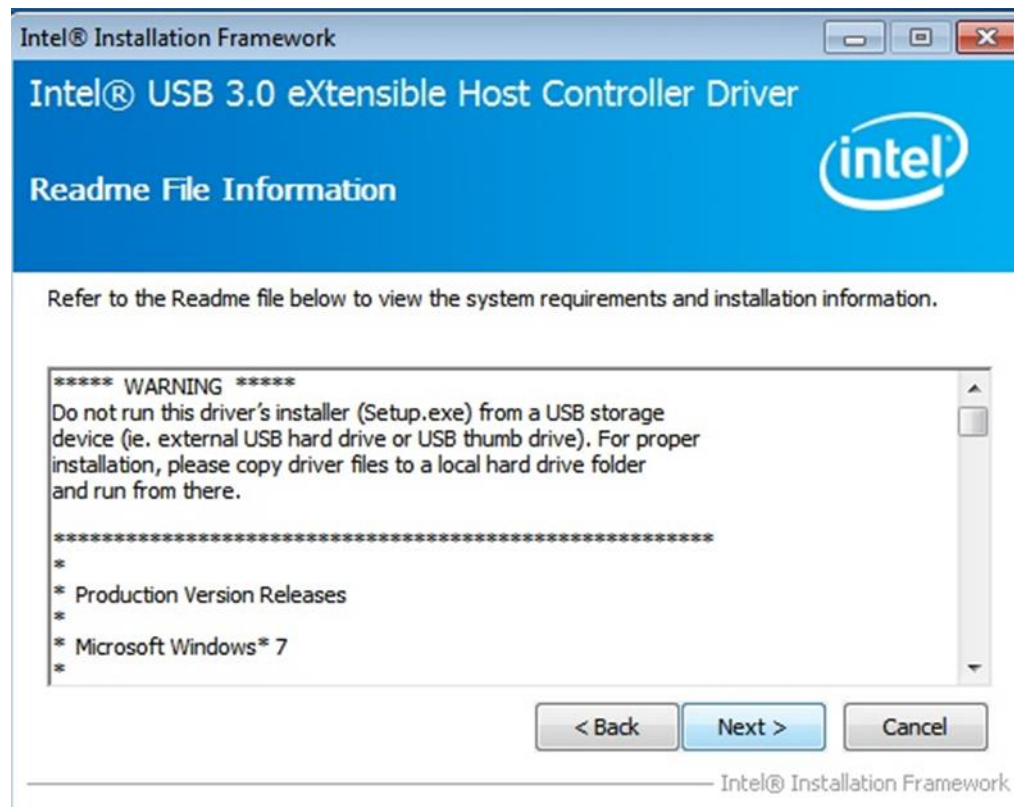 Intel® Installation Framework
Intel® USB 3.0 eXtensible Host Controller Driver
intel
Readme File Information
Refer to the Readme file below to view the system requirements and installation information.
***** WARNING *****
Do not run this driver’s installer (Setup.exe) from a USB storage
device (ie. external USB hard drive or USB thumb drive). For proper
installation, please copy driver files to a local hard drive folder
and run from there.
*******************************************************
*
* Production Version Releases
*
* Microsoft Windows* 7
*
< Back Next > Cancel
Intel® Installation Framework